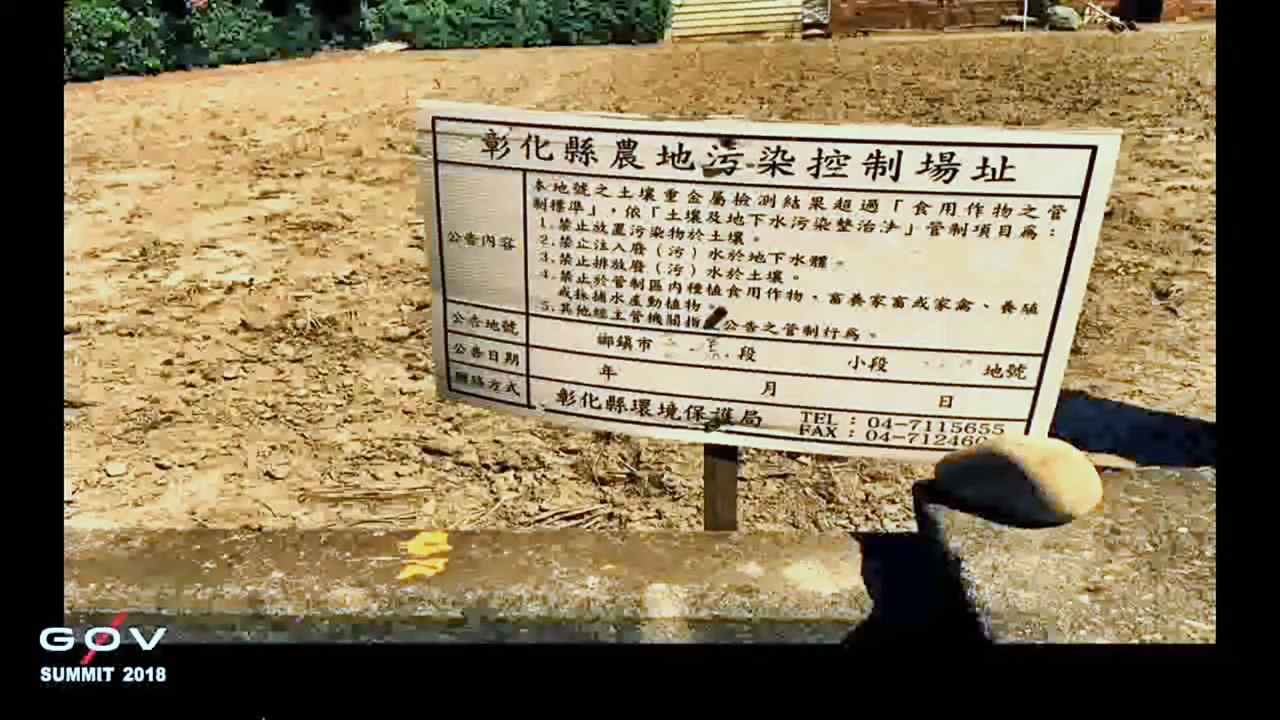 彰化縣農地污染控制場址
公告內容
本地號之土壤重金屬檢測結果超過「食用作物之管
制標準」，依「土壤及地下水污染整治法」管制項目為：
1.禁止放置污染物於土壤。
2.禁止注入廢（污）水於地下水體。
3.禁止排放廢（污）水於土壤。
4.禁止於管制區內種植食用作物、畜養家畜或家禽、養殖
或採捕水產動植物。
5.其他經主管機關指 公告之管制行為。
公告地號 鄉鎮市 段 小段 地號
公告日期 年 月 日
聯絡方式 彰化縣環境保護局 TEL：04-7115655
FAX：04-712460
GOV
SUMMIT 2018